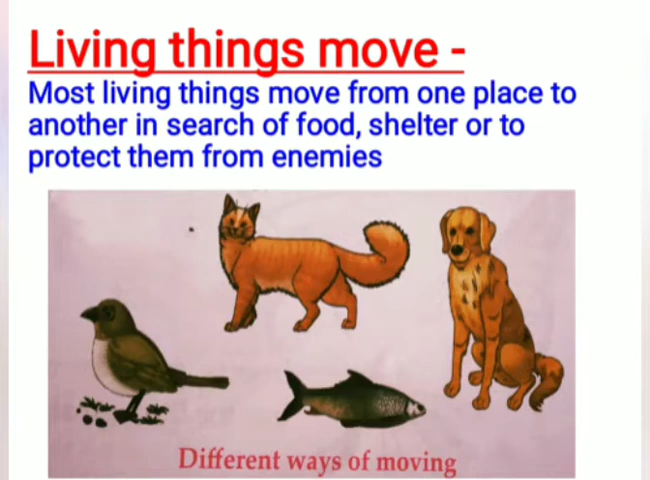 Living things move -
Most living things move from one place to
another in search of food, shelter or to
protect them from enemies
Different ways of moving